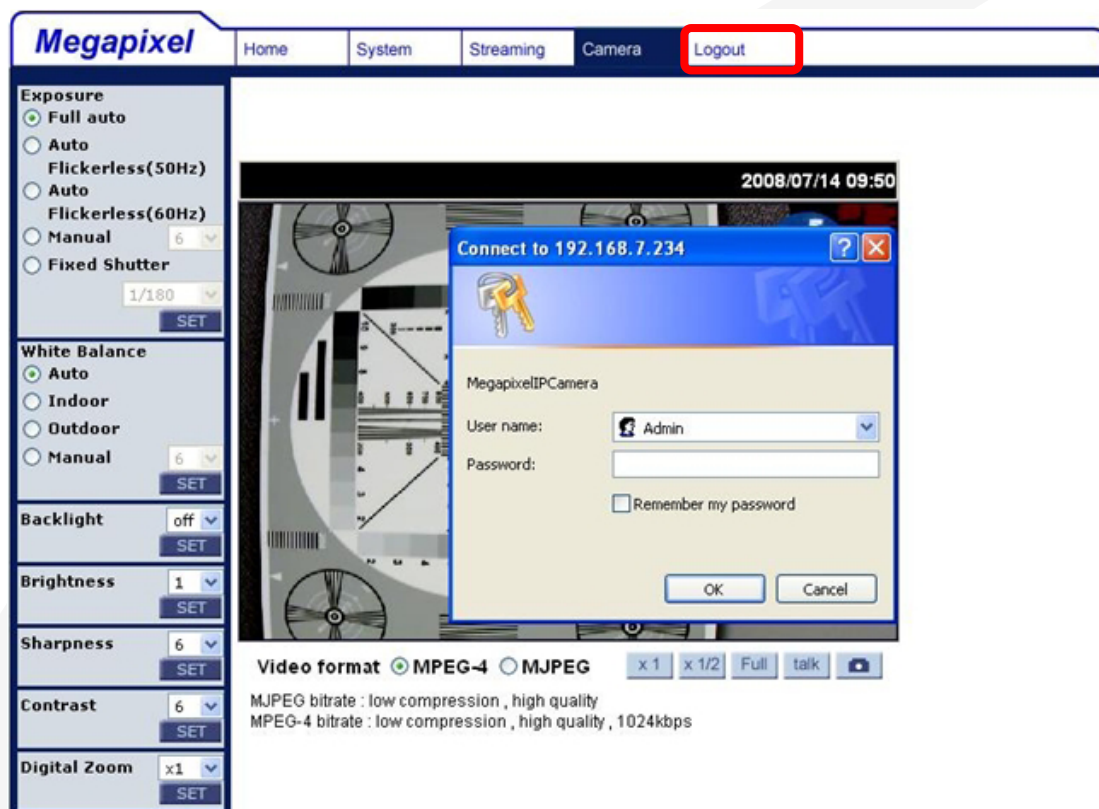 Megapixel
Home System Streaming Camera Logout
Exposure
Full auto
Auto
Flickerless(50Hz)
Auto
Flickerless(60Hz)
Manual 6
Fixed Shutter
1/180
SET
White Balance
Auto
Indoor
Outdoor
Manual 6
SET
Backlight off
SET
Brightness 1
SET
Sharpness 6
SET
Contrast 6
SET
Digital Zoom x1
SET
2008/07/14 09:50
Connect to 192.168.7.234
MegapixelIPCamera
User name: Admin
Password:
Remember my password
OK Cancel
Video format MPEG-4 MJPEG x 1 x 1/2 Full talk
MJPEG bitrate : low compression , high quality
MPEG-4 bitrate : low compression , high quality , 1024kbps